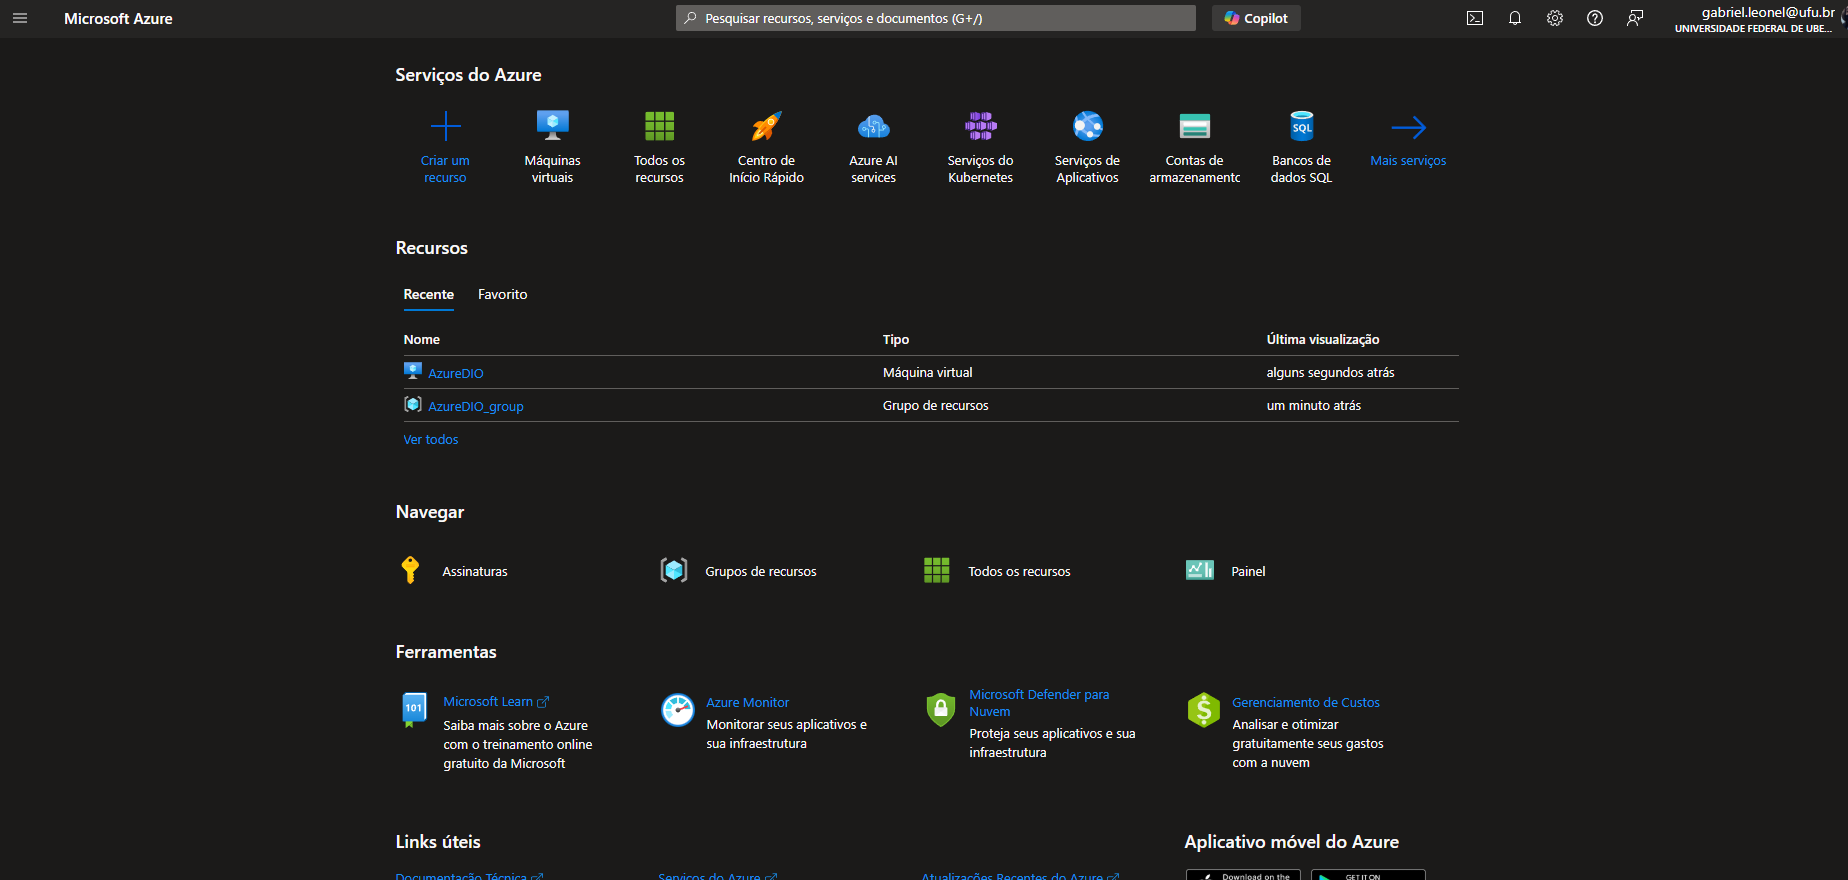 Microsoft Azure
Pesquisar recursos, serviços e documentos (G+/)
Copilot
gabriel.leonel@ufu.br
UNIVERSIDADE FEDERAL DE UBE...
Serviços do Azure
Criar um
recurso
Máquinas
virtuais
Todos os
recursos
Centro de
Início Rápido
Azure AI
services
Serviços do
Kubernetes
Serviços de
Aplicativos
Contas de
armazenamento
SQL
Bancos de
dados SQL
Mais serviços
Recursos
Recente
Favorito
Nome
Tipo
Última visualização
AzureDIO
Máquina virtual
alguns segundos atrás
AzureDIO_group
Grupo de recursos
um minuto atrás
Ver todos
Navegar
Assinaturas
Grupos de recursos
Todos os recursos
Painel
Ferramentas
101
Microsoft Learn
Saiba mais sobre o Azure
com o treinamento online
gratuito da Microsoft
Azure Monitor
Monitorar seus aplicativos e
sua infraestrutura
Microsoft Defender para
Nuvem
Proteja seus aplicativos e sua
infraestrutura
$
Gerenciamento de Custos
Analisar e otimizar
gratuitamente seus gastos
com a nuvem
Links úteis
Aplicativo móvel do Azure
Documentação Técnica
Serviços do Azure
Atualizações Recentes do Azure
Download on the
GET IT ON